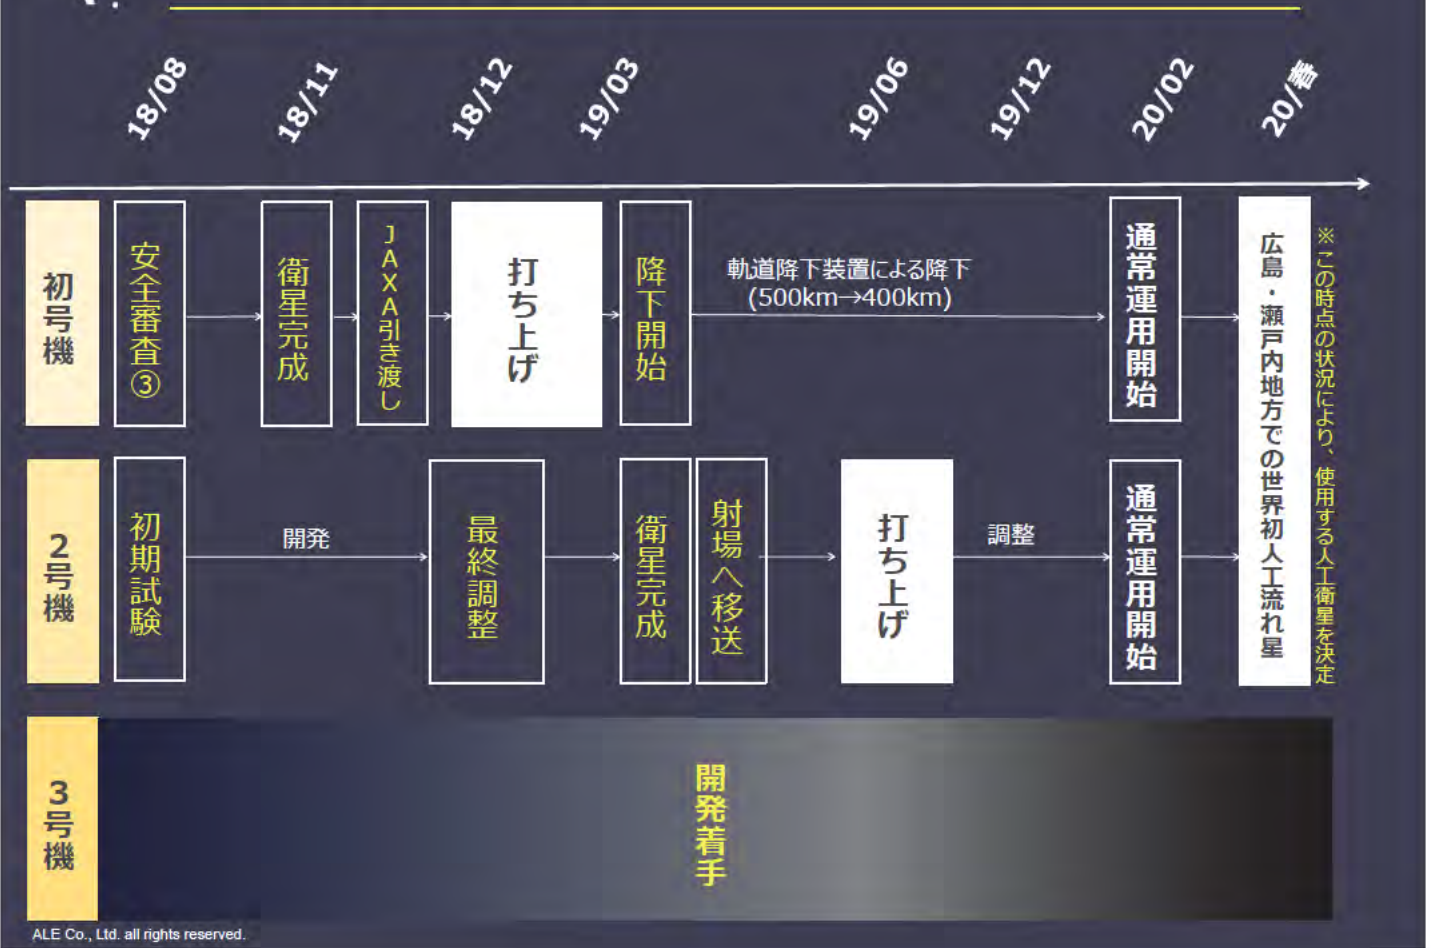 18/08
18/11
18/12
19/03
19/06
19/12
20/02
20/春
初号機
安全審査③
衛星完成
JAXA引き渡し
打ち上げ
降下開始
軌道降下装置による降下
(500km→400km)
通常運用開始
広島・瀬戸内地方での世界初人工流れ星
※この時点の状況により、使用する人工衛星を決定
2号機
初期試験
開発
最終調整
衛星完成
射場へ移送
打ち上げ
調整
通常運用開始
3号機
開発着手
ALE Co., Ltd. all rights reserved.